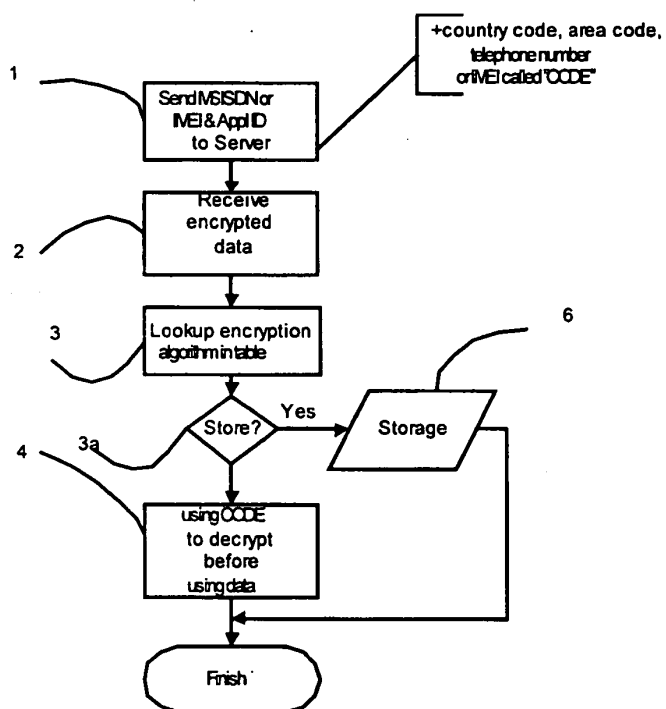 +country code, area code,
telephone number
or IMEI called "CODE"
1
Send MSISDN or
IMEI & Appl ID
to Server
Receive
encrypted
data
2
3
Lookup encryption
algorithm in table
6
3a
Store?
Yes
Storage
4
using CODE
to decrypt
before
using data
Finish